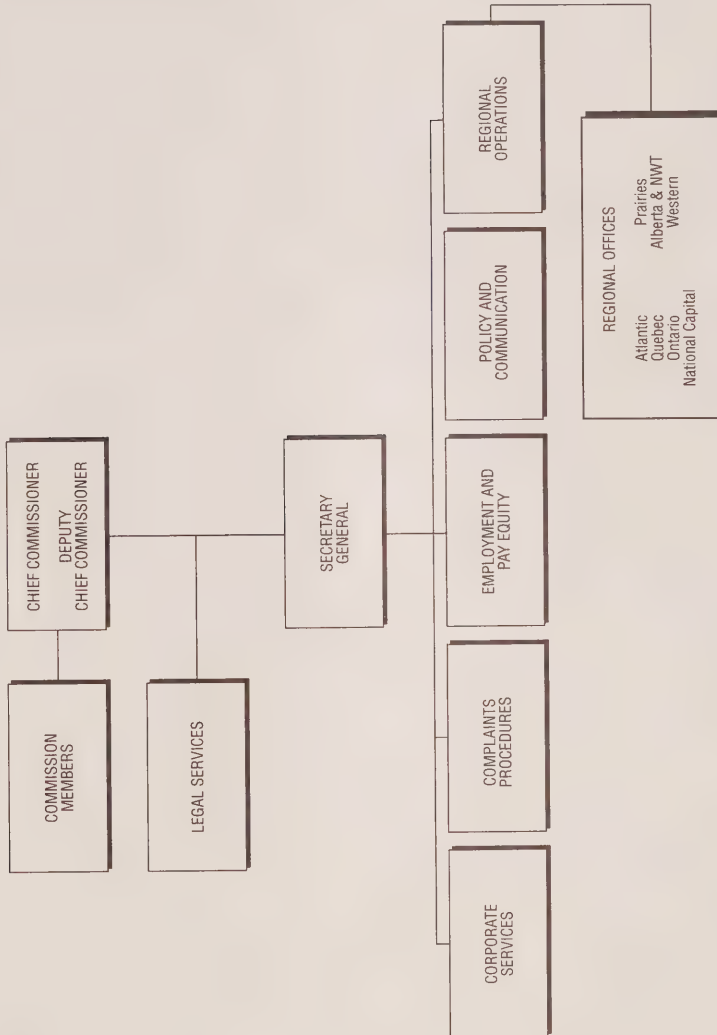 CHIEF COMMISSIONER
DEPUTY
CHIEF COMMISSIONER
COMMISSION
MEMBERS
LEGAL SERVICES
SECRETARY
GENERAL
CORPORATE
SERVICES
COMPLAINTS
PROCEDURES
EMPLOYMENT AND
PAY EQUITY
POLICY AND
COMMUNICATION
REGIONAL
OPERATIONS
REGIONAL OFFICES
Atlantic
Quebec
Ontario
National Capital
Prairies
Alberta & NWT
Western